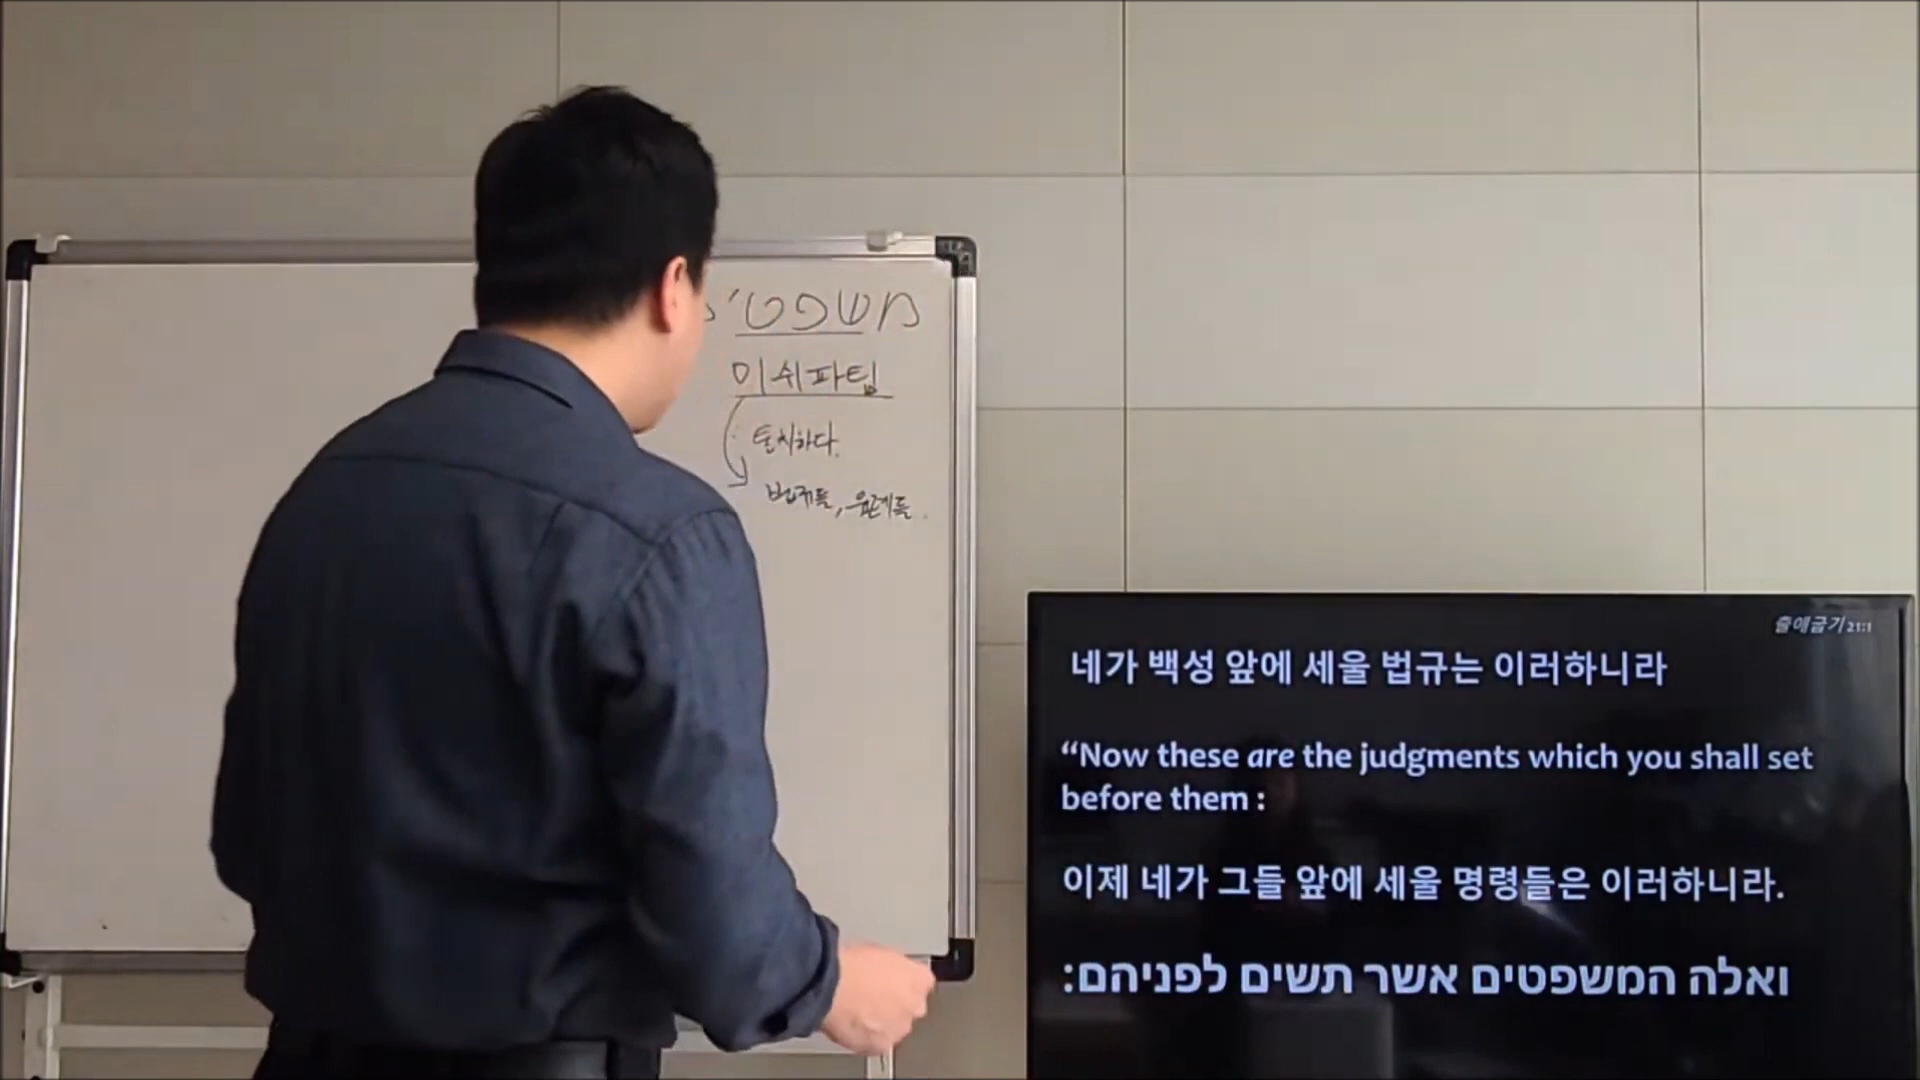 משפטי
미쉬파팀
통치하다.
법규들, 율례들.
출애굽기 21:1
네가 백성 앞에 세울 법규는 이러하니라
“Now these are the judgments which you shall set
before them :
이제 네가 그들 앞에 세울 명령들은 이러하니라.
ואלה המשפטים אשר תשים לפניהם: